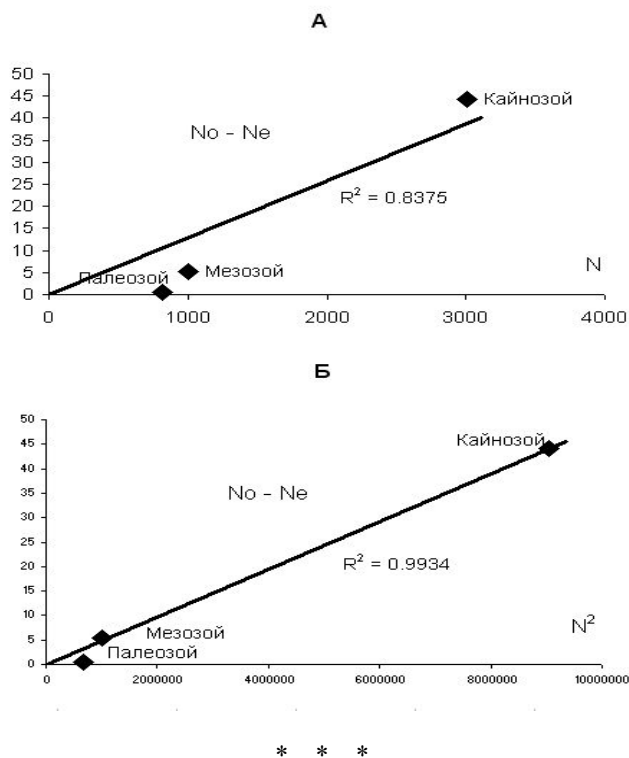 А
50
45
40
35
30
25
20
15
10
5
0
No - Ne
Кайнозой
R² = 0.8375
Палеозой
Мезозой
N
0
1000
2000
3000
4000
Б
50
45
40
35
30
25
20
15
10
5
0
Кайнозой
No – Ne
R² = 0.9934
Мезозой
Палеозой
N²
0
2000000
4000000
6000000
8000000
10000000
* * *